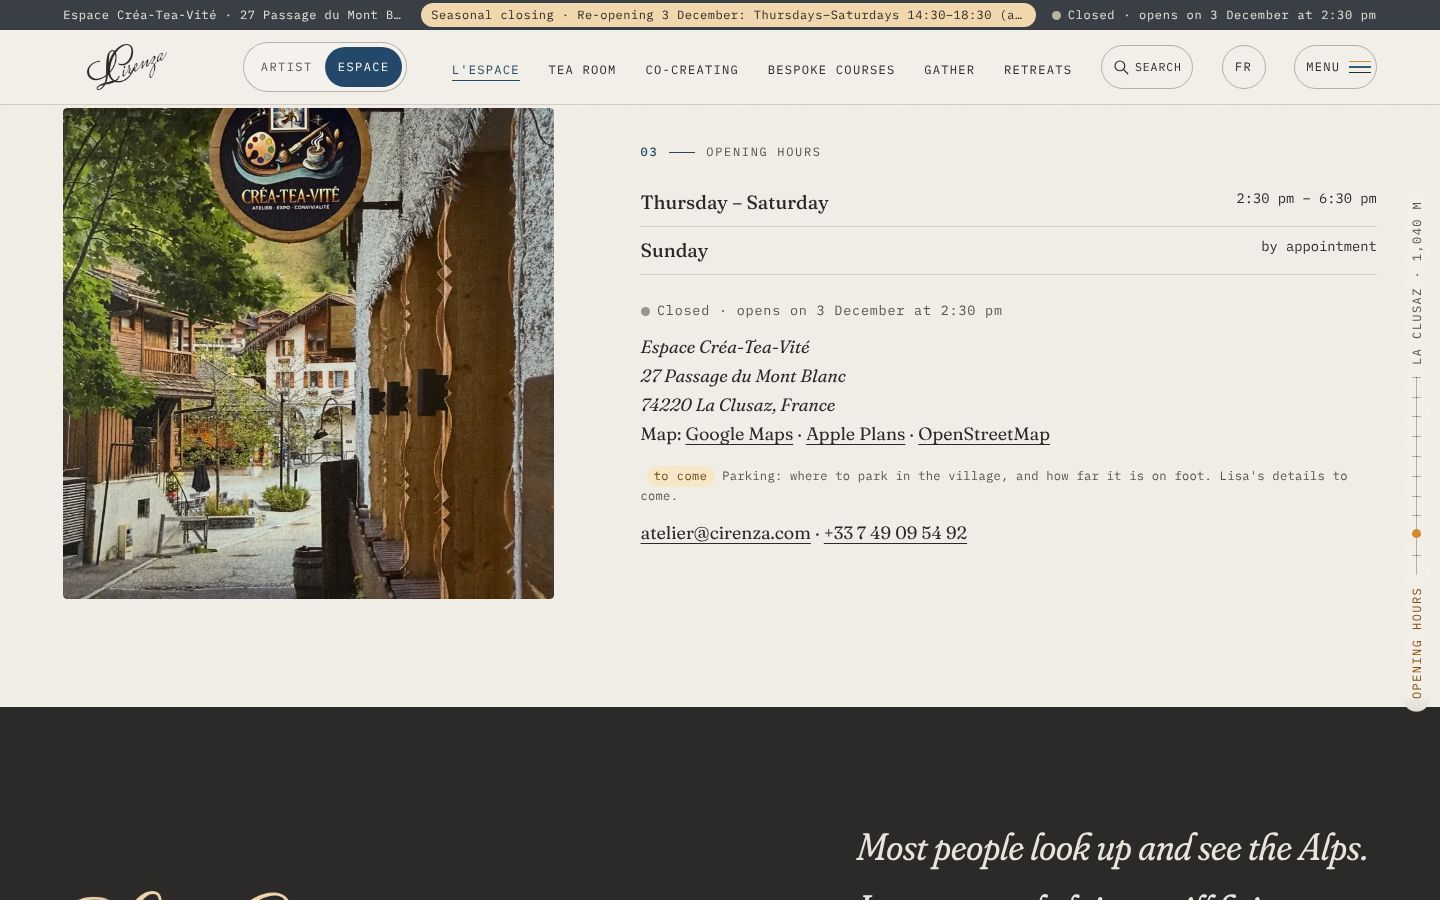 Espace Créa-Tea-Vité · 27 Passage du Mont B…
Seasonal closing · Re-opening 3 December: Thursdays–Saturdays 14:30–18:30 (a…
Closed · opens on 3 December at 2:30 pm
Cirenza
ARTIST
ESPACE
L'ESPACE
TEA ROOM
CO-CREATING
BESPOKE COURSES
GATHER
RETREATS
SEARCH
FR
MENU
CRÉA-TEA-VITÉ
ATELIER · EXPO · CONVIVIALITÉ
03 OPENING HOURS
Thursday – Saturday 2:30 pm – 6:30 pm
Sunday by appointment
Closed · opens on 3 December at 2:30 pm
Espace Créa-Tea-Vité
27 Passage du Mont Blanc
74220 La Clusaz, France
Map: Google Maps · Apple Plans · OpenStreetMap
to come Parking: where to park in the village, and how far it is on foot. Lisa's details to
come.
atelier@cirenza.com · +33 7 49 09 54 92
LA CLUSAZ · 1,040 M
OPENING HOURS
Most people look up and see the Alps.